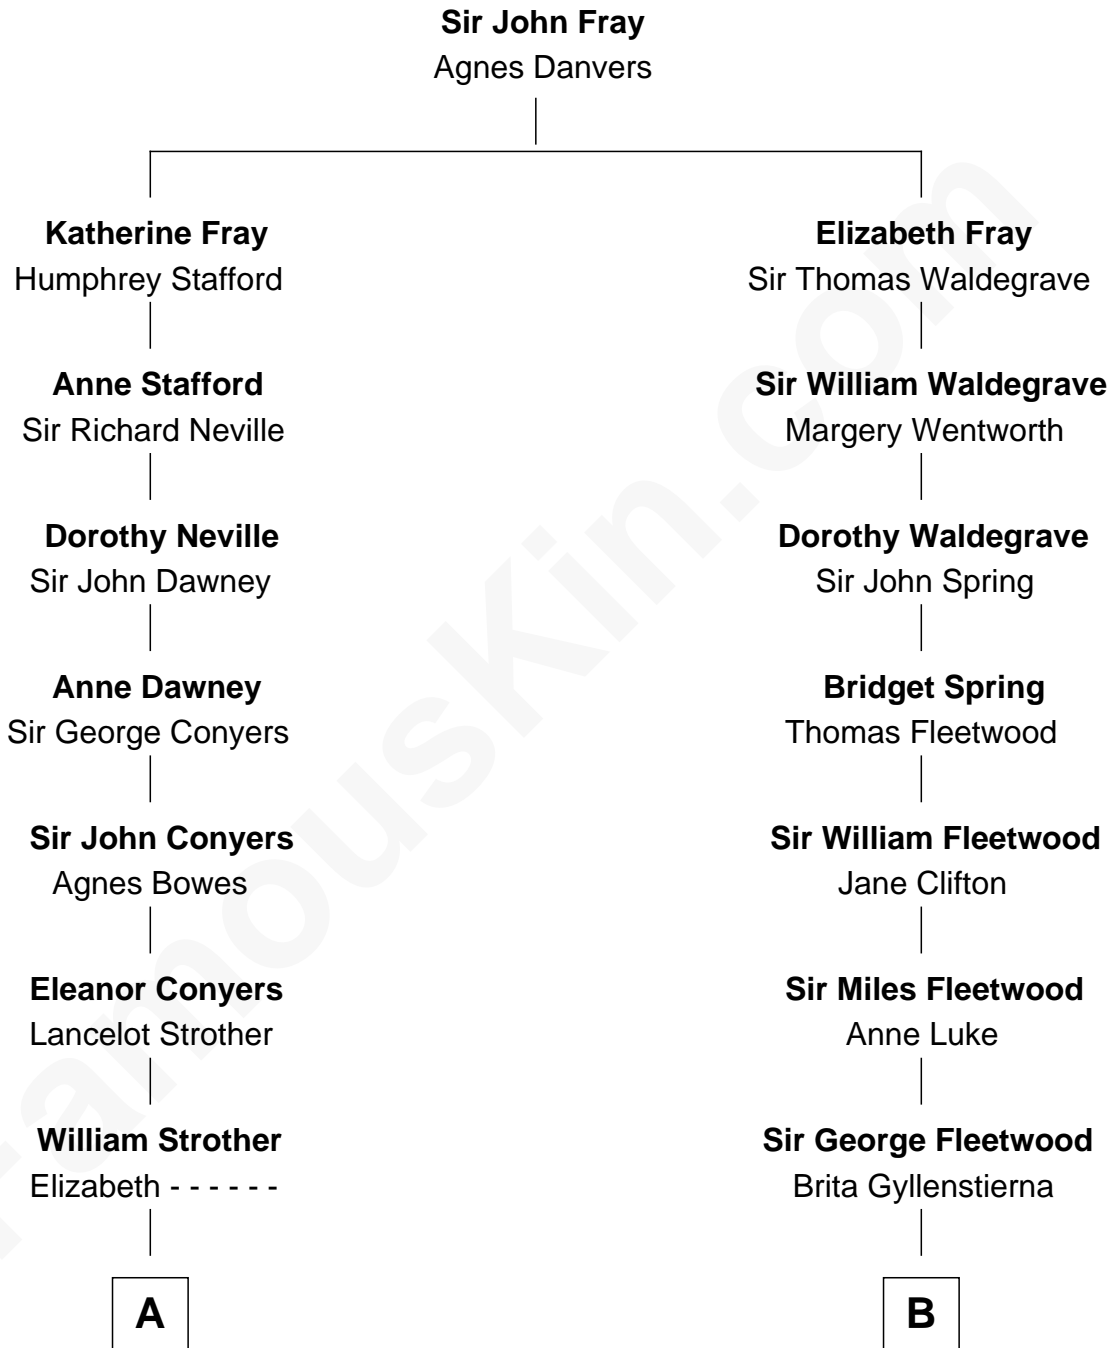 Sir John Fray
Agnes Danvers
Katherine Fray
Humphrey Stafford
Elizabeth Fray
Sir Thomas Waldegrave
Anne Stafford
Sir Richard Neville
Sir William Waldegrave
Margery Wentworth
Dorothy Neville
Sir John Dawney
Dorothy Waldegrave
Sir John Spring
Anne Dawney
Sir George Conyers
Bridget Spring
Thomas Fleetwood
Sir John Conyers
Agnes Bowes
Sir William Fleetwood
Jane Clifton
Eleanor Conyers
Lancelot Strother
Sir Miles Fleetwood
Anne Luke
William Strother
Elizabeth - - - - - -
Sir George Fleetwood
Brita Gyllenstierna
A
B
FamousKin.com